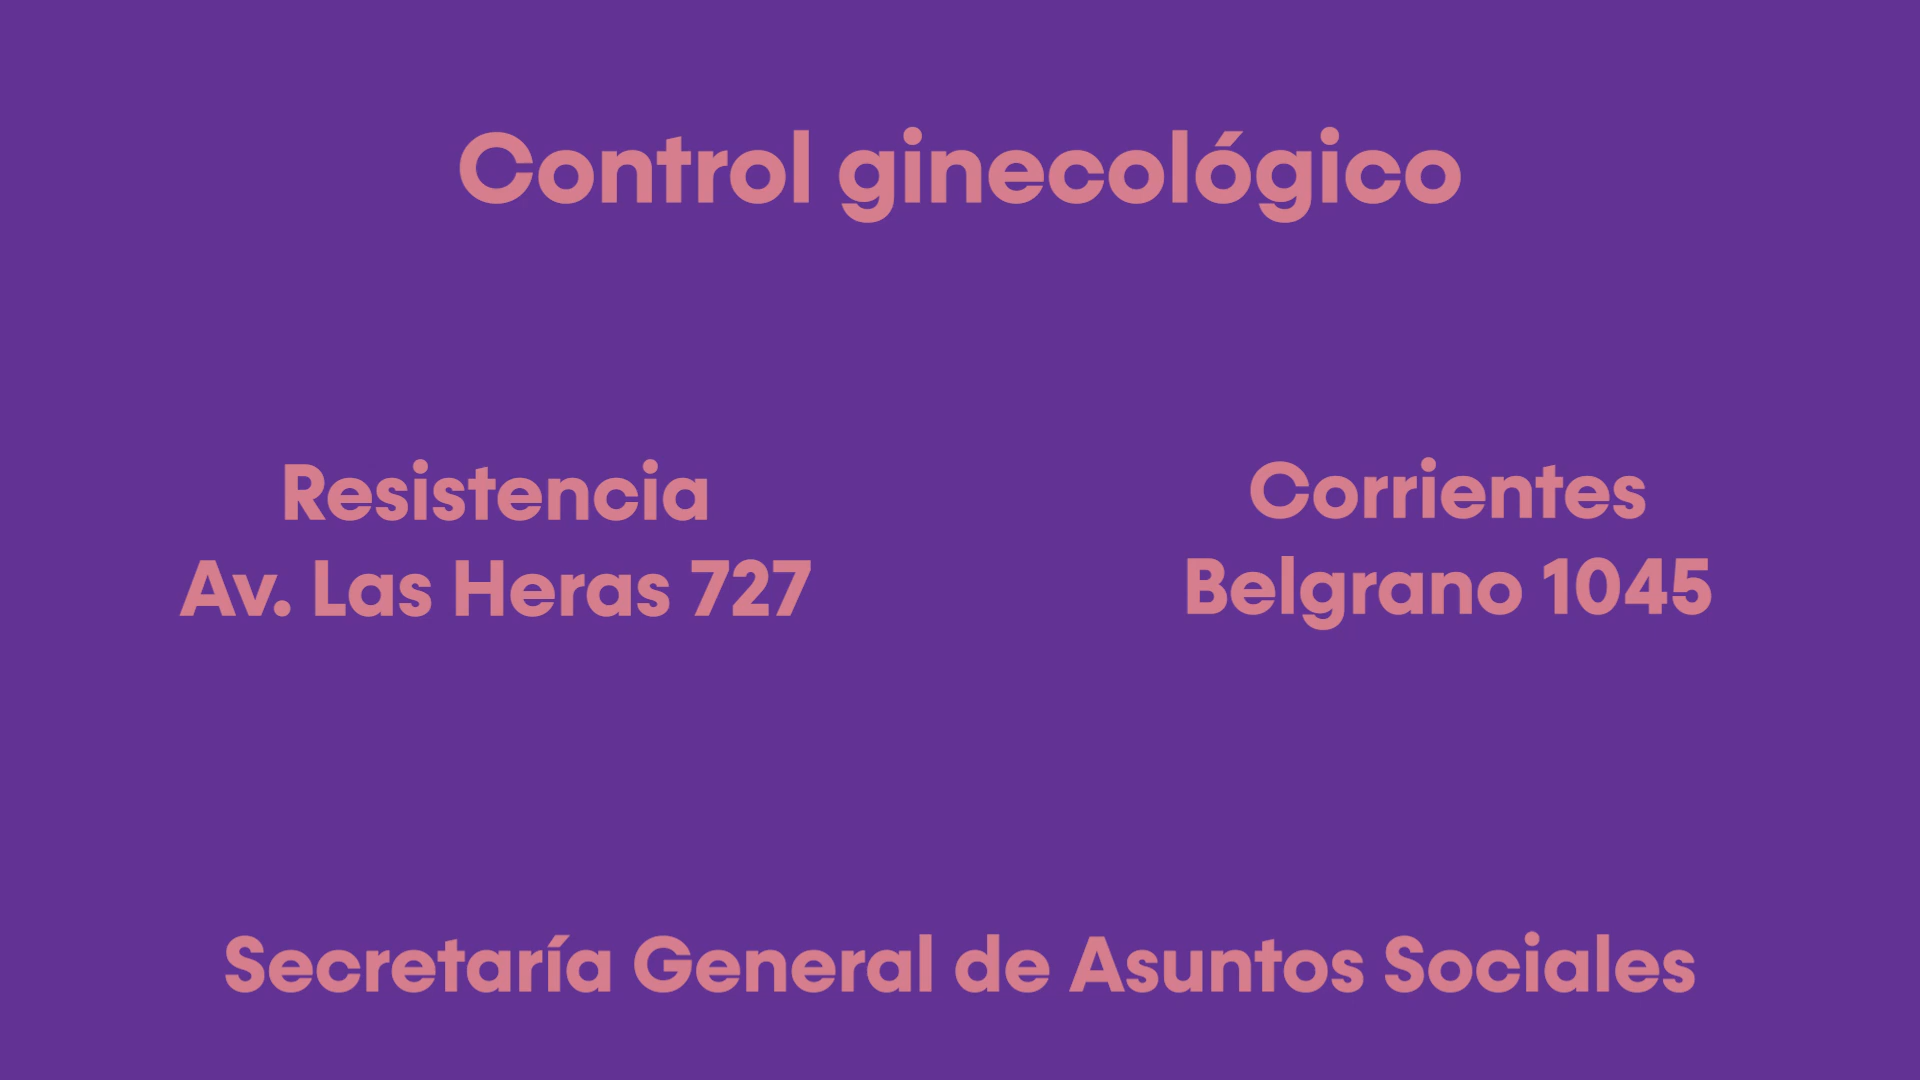 Control ginecológico
Resistencia
Av. Las Heras 727
Corrientes
Belgrano 1045
Secretaría General de Asuntos Sociales